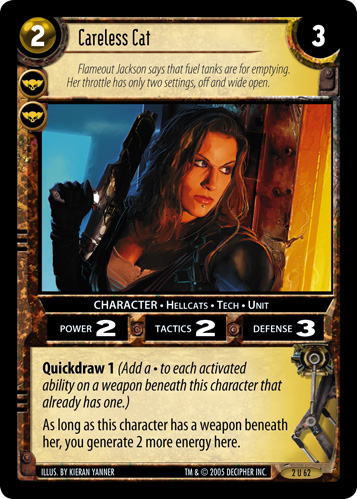 2 Careless Cat 3
Flameout Jackson says that fuel tanks are for emptying.
Her throttle has only two settings, off and wide open.
CHARACTER • HELLCATS • TECH • UNIT
POWER 2 TACTICS 2 DEFENSE 3
Quickdraw 1 (Add a • to each activated
ability on a weapon beneath this character that
already has one.)
As long as this character has a weapon beneath
her, you generate 2 more energy here.
ILLUS. BY KIERAN YANNER TM & © 2005 DECIPHER INC. 2 U 62